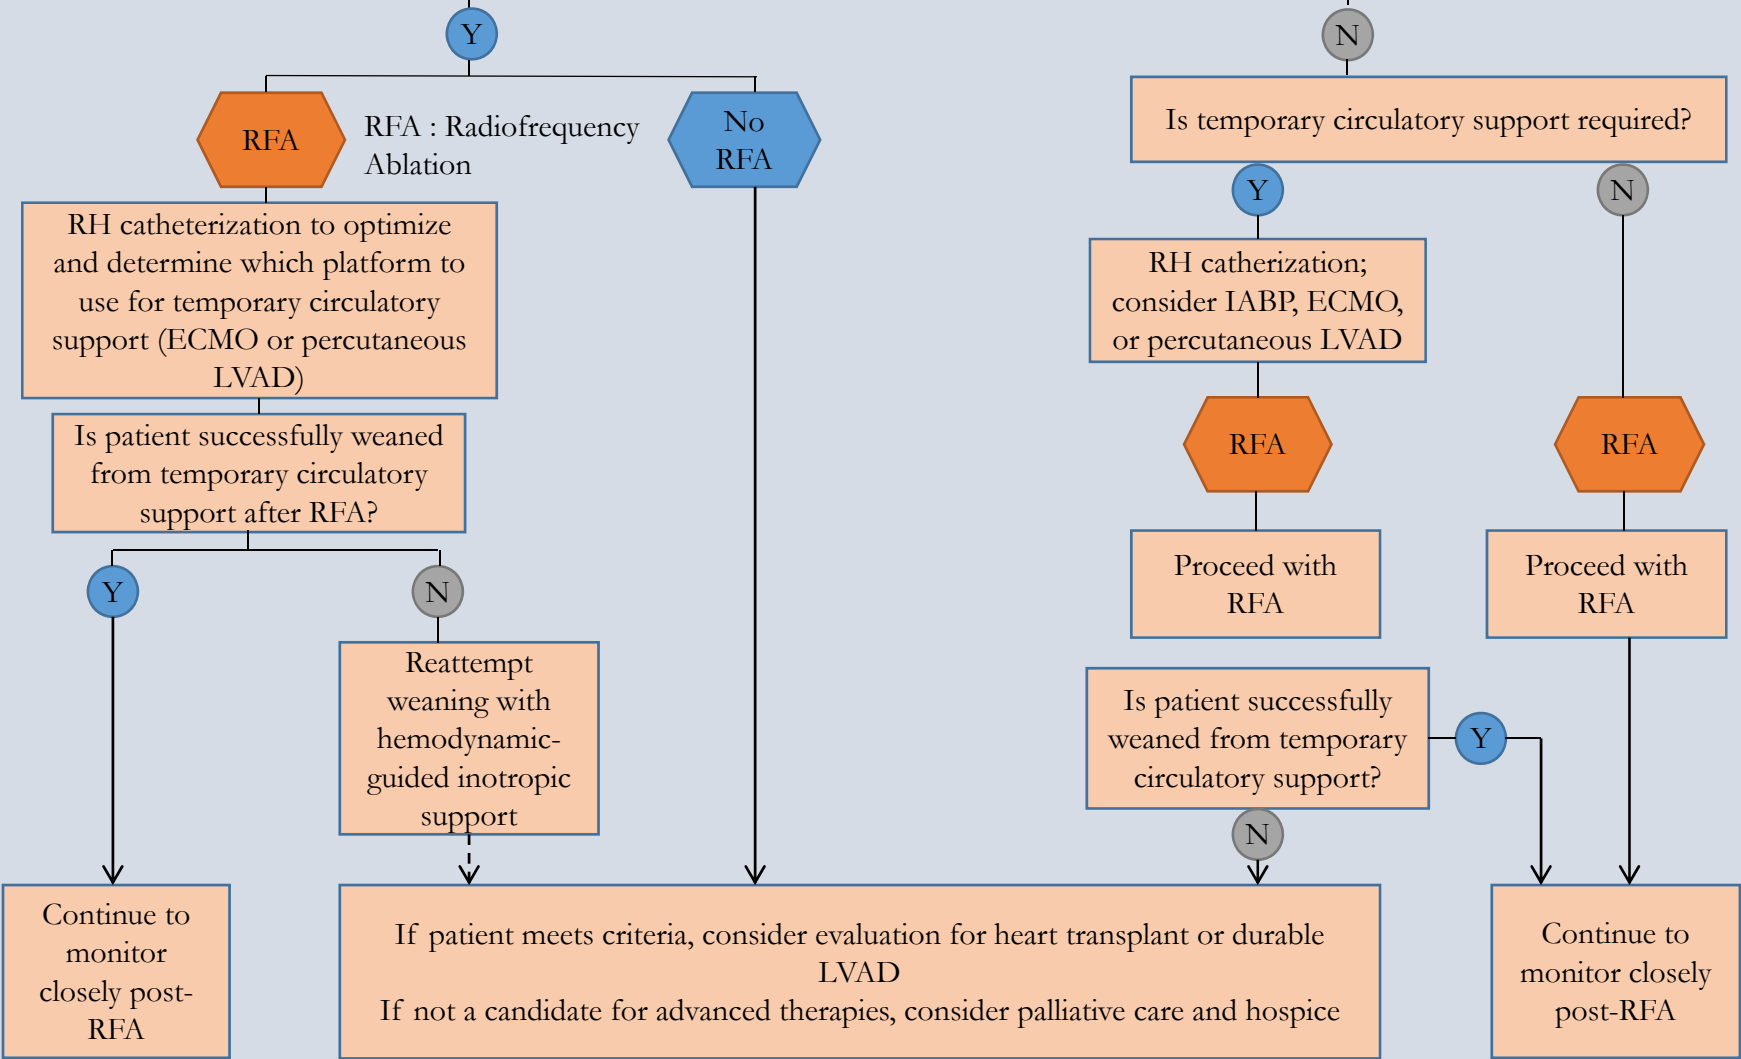 Y
N
RFA
RFA : Radiofrequency
Ablation
No
RFA
Is temporary circulatory support required?
Y
N
RH catheterization to optimize
and determine which platform to
use for temporary circulatory
support (ECMO or percutaneous
LVAD)
RH catherization;
consider IABP, ECMO,
or percutaneous LVAD
Is patient successfully weaned
from temporary circulatory
support after RFA?
RFA
RFA
Y
N
Proceed with
RFA
Proceed with
RFA
Reattempt
weaning with
hemodynamic-
guided inotropic
support
Is patient successfully
weaned from temporary
circulatory support?
Y
N
Continue to
monitor
closely post-
RFA
If patient meets criteria, consider evaluation for heart transplant or durable
LVAD
If not a candidate for advanced therapies, consider palliative care and hospice
Continue to
monitor closely
post-RFA